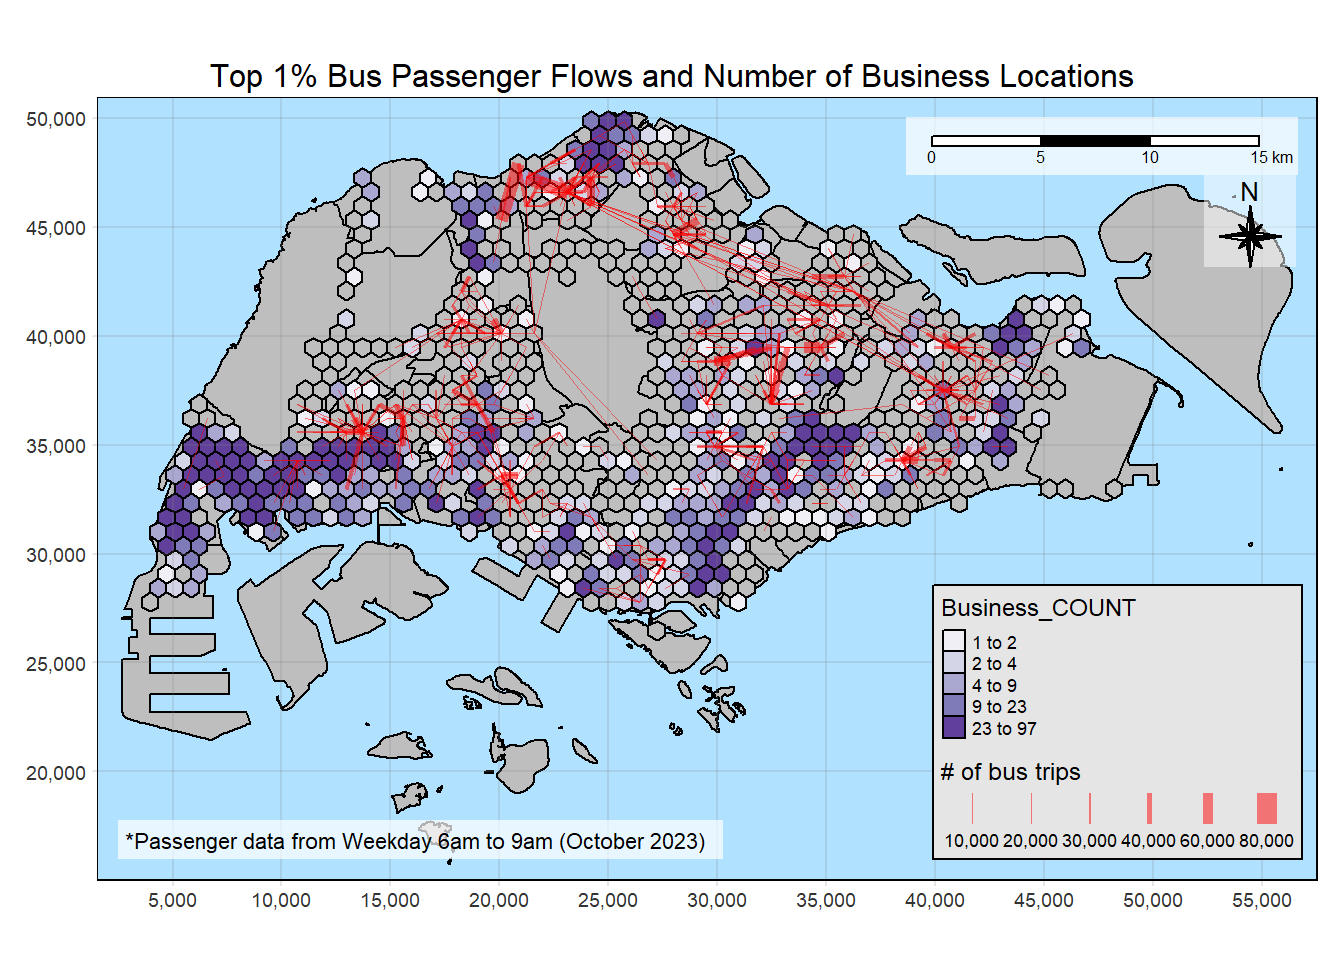 Top 1% Bus Passenger Flows and Number of Business Locations
50,000
45,000
40,000
35,000
30,000
25,000
20,000
0 5 10 15 km
N
Business_COUNT
1 to 2
2 to 4
4 to 9
9 to 23
23 to 97
# of bus trips
10,000 20,000 30,000 40,000 60,000 80,000
*Passenger data from Weekday 6am to 9am (October 2023)
5,000 10,000 15,000 20,000 25,000 30,000 35,000 40,000 45,000 50,000 55,000